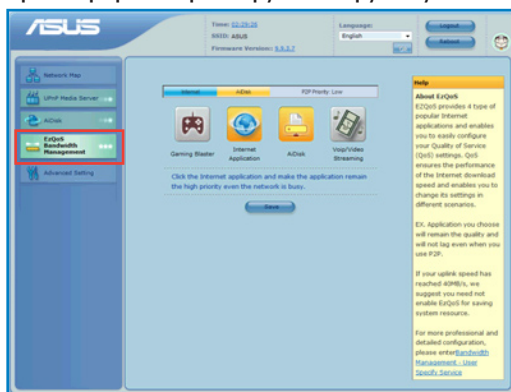 ASUS
Time: 02:29:26
SSID: ASUS
Firmware Version: 5.9.5.7
Language:
English
Logout
Reboot
Network Map
UPnP Media Server
AiDisk
EzQoS
Bandwidth
Management
Advanced Setting
Internet
AiDisk
P2P Priority: Low
Gaming Blaster
Internet
Application
AiDisk
Voip/Video
Streaming
Click the Internet application and make the application remain
the high priority even the network is busy.
Save
Help
About EzQoS
EZQoS provides 4 type of
popular Internet
applications and enables
you to easily configure
your Quality of Service
(QoS) settings. QoS
ensures the performance
of the Internet download
speed and enables you to
change its settings in
different scenarios.
EX. Application you choose
will remain the quality and
will not lag even when you
use P2P.
If your uplink speed has
reached 40MB/s, we
suggest you need not
enable EzQoS for saving
system resource.
For more professional and
detailed configuration,
please enterBandwidth
Management - User
Specify Service